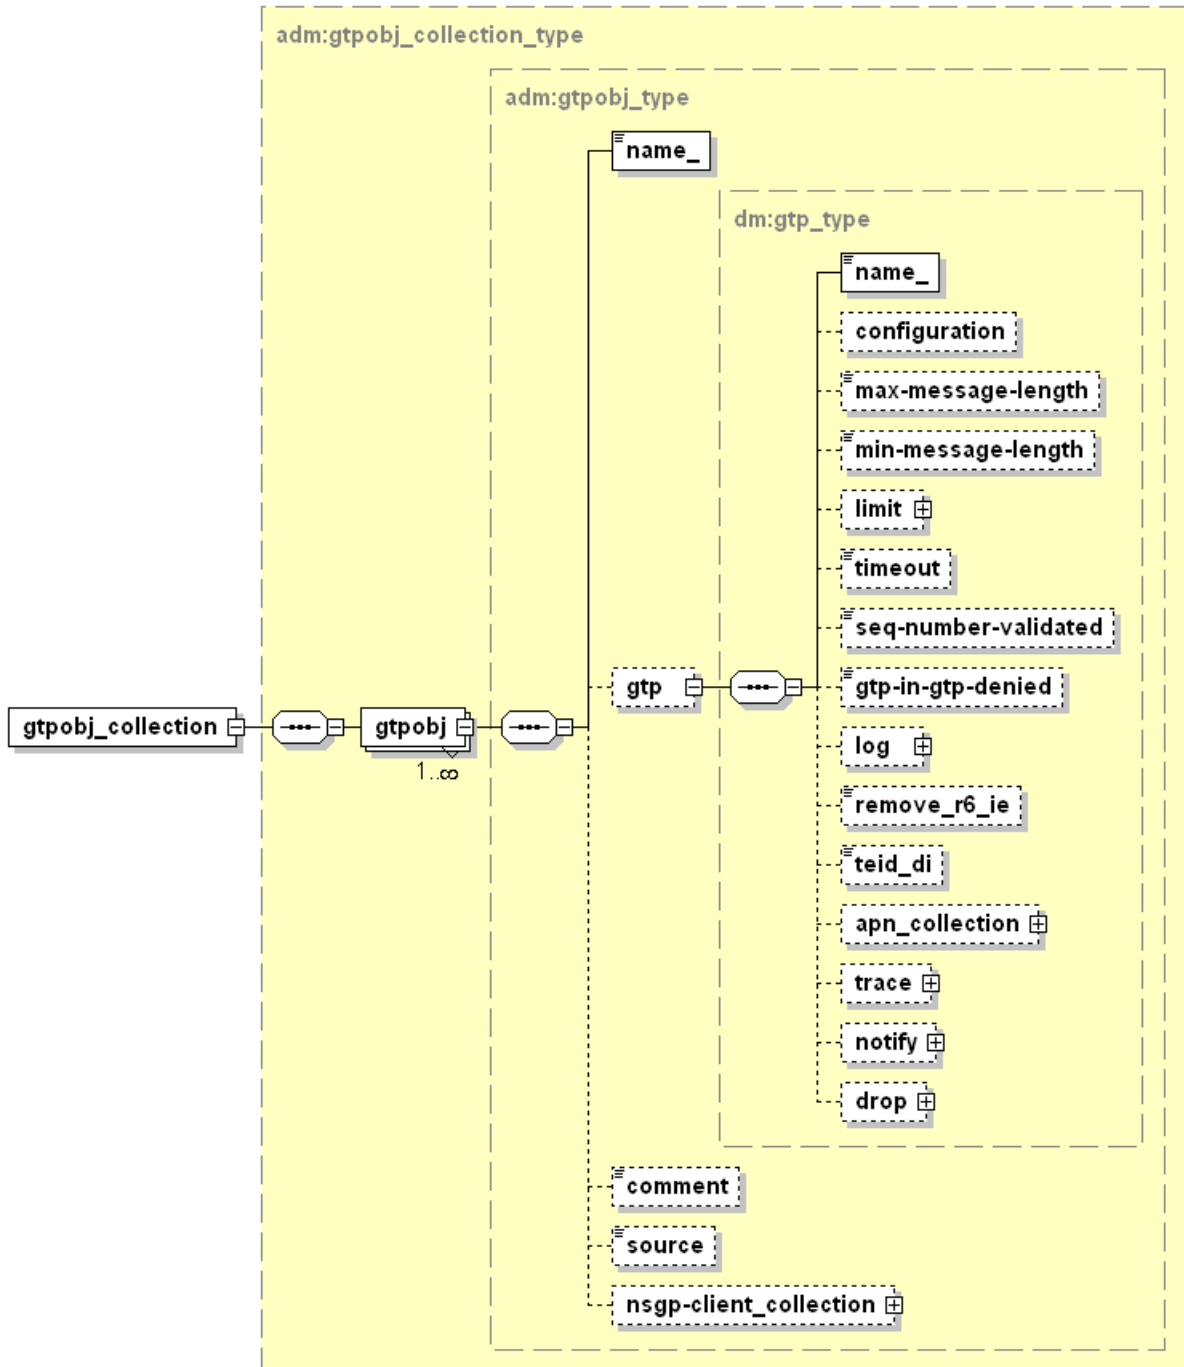 adm:gtpobj_collection_type
adm:gtpobj_type
name_
dm:gtp_type
name_
configuration
max-message-length
min-message-length
limit
timeout
seq-number-validated
gtp
gtp-in-gtp-denied
gtpobj_collection
gtpobj
1..∞
log
remove_r6_ie
teid_di
apn_collection
trace
notify
drop
comment
source
nsgp-client_collection